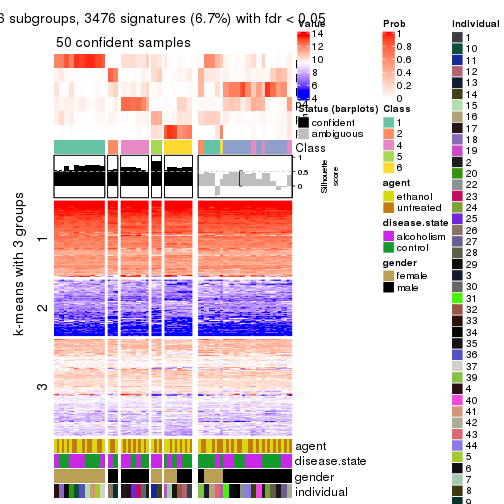 6 subgroups, 3476 signatures (6.7%) with fdr < 0.05
50 confident samples
Class
1
0.5
0
Silhouette
score
k-means with 3 groups
1
2
3
agent
disease.state
gender
individual
Value
14
12
10
8
6
4
Status (barplots)
confident
ambiguous
Prob
1
0.8
0.6
0.4
0.2
0
Class
1
2
4
5
6
agent
ethanol
untreated
disease.state
alcoholism
control
gender
female
male
individual
1
10
11
12
13
14
15
16
17
18
19
2
20
22
23
24
25
26
27
28
29
3
30
31
32
33
34
35
36
37
39
4
40
41
42
43
44
5
6
7
8
9